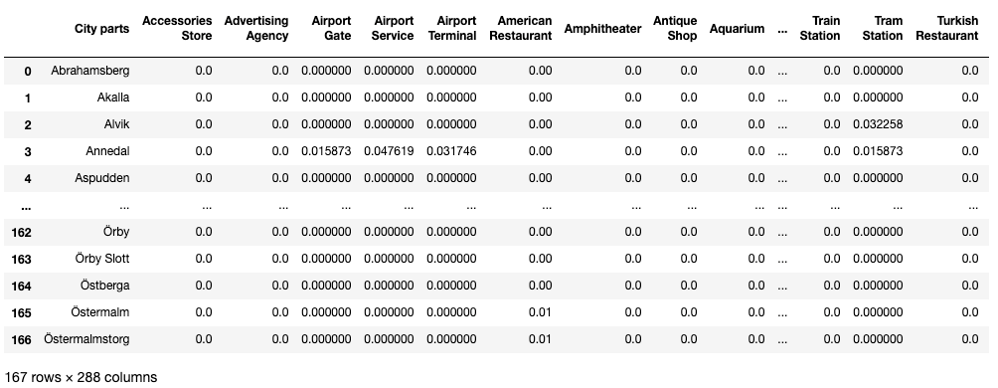 City parts Accessories Store Advertising Agency Airport Gate Airport Service Airport Terminal American Restaurant Amphitheater Antique Shop Aquarium ... Train Station Tram Station Turkish Restaurant
0 Abrahamsberg 0.0 0.0 0.000000 0.000000 0.000000 0.00 0.0 0.0 0.0 ... 0.0 0.000000 0.0
1 Akalla 0.0 0.0 0.000000 0.000000 0.000000 0.00 0.0 0.0 0.0 ... 0.0 0.000000 0.0
2 Alvik 0.0 0.0 0.000000 0.000000 0.000000 0.00 0.0 0.0 0.0 ... 0.0 0.032258 0.0
3 Annedal 0.0 0.0 0.015873 0.047619 0.031746 0.00 0.0 0.0 0.0 ... 0.0 0.015873 0.0
4 Aspudden 0.0 0.0 0.000000 0.000000 0.000000 0.00 0.0 0.0 0.0 ... 0.0 0.000000 0.0
... ... ... ... ... ... ... ... ... ... ... ... ... ... ...
162 Örby 0.0 0.0 0.000000 0.000000 0.000000 0.00 0.0 0.0 0.0 ... 0.0 0.000000 0.0
163 Örby Slott 0.0 0.0 0.000000 0.000000 0.000000 0.00 0.0 0.0 0.0 ... 0.0 0.000000 0.0
164 Östberga 0.0 0.0 0.000000 0.000000 0.000000 0.00 0.0 0.0 0.0 ... 0.0 0.000000 0.0
165 Östermalm 0.0 0.0 0.000000 0.000000 0.000000 0.01 0.0 0.0 0.0 ... 0.0 0.000000 0.0
166 Östermalmstorg 0.0 0.0 0.000000 0.000000 0.000000 0.01 0.0 0.0 0.0 ... 0.0 0.000000 0.0
167 rows × 288 columns